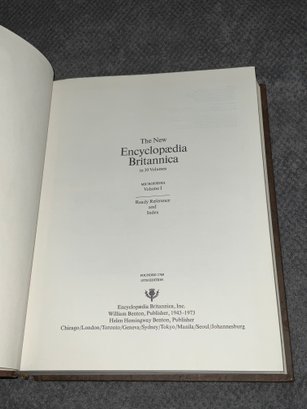 The New
Encyclopædia
Britannica
in 30 Volumes
MICROPÆDIA
Volume I
Ready Reference
and
Index
FOUNDED 1768
15TH EDITION
Encyclopædia Britannica, Inc.
William Benton, Publisher, 1943-1973
Helen Hemingway Benton, Publisher
Chicago/London/Toronto/Geneva/Sydney/Tokyo/Manila/Seoul/Johannesburg